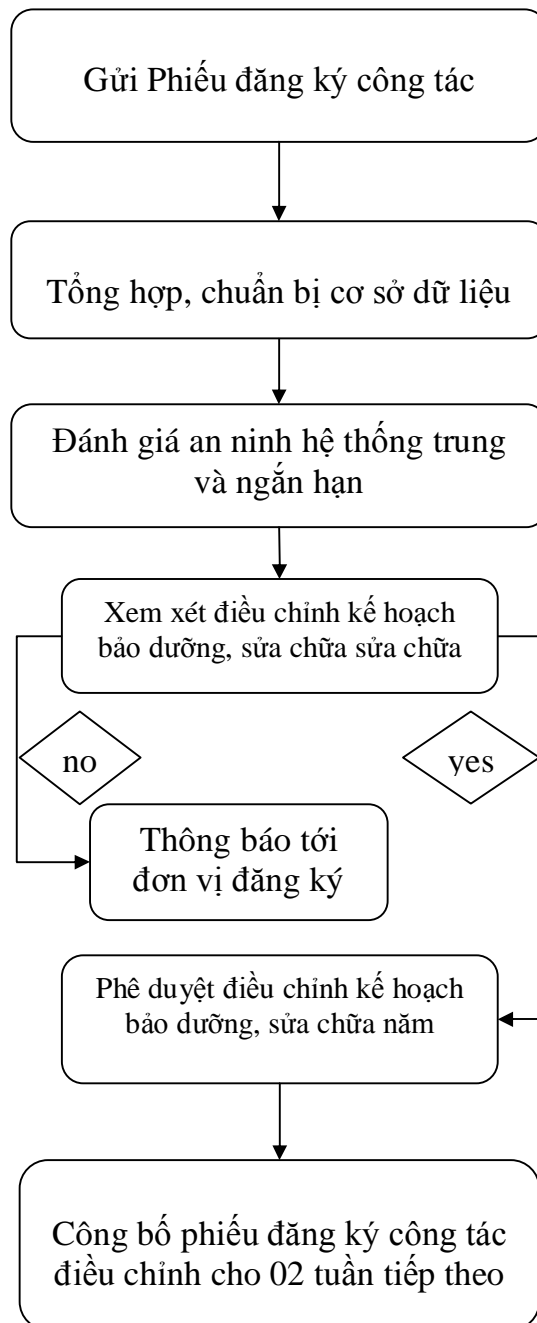 Gửi Phiếu đăng ký công tác
Tổng hợp, chuẩn bị cơ sở dữ liệu
Đánh giá an ninh hệ thống trung
và ngắn hạn
Xem xét điều chỉnh kế hoạch
bảo dưỡng, sửa chữa sửa chữa
no
yes
Thông báo tới
đơn vị đăng ký
Phê duyệt điều chỉnh kế hoạch
bảo dưỡng, sửa chữa năm
Công bố phiếu đăng ký công tác
điều chỉnh cho 02 tuần tiếp theo